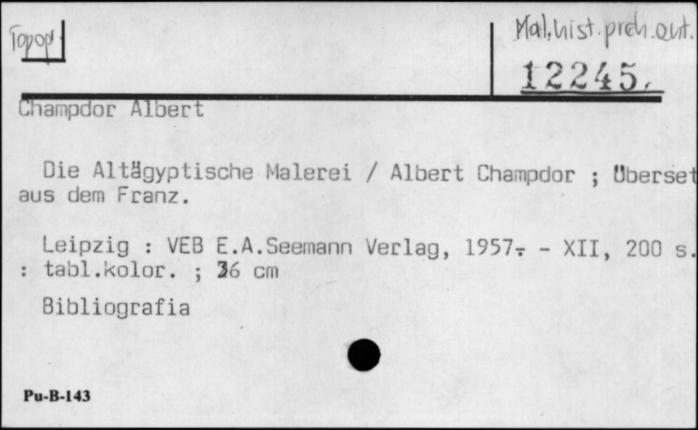 Topogr
Mal.hist.preh.ant.
12245.
Champdor Albert
Die Altägyptische Malerei / Albert Champdor ; Überset
aus dem Franz.
Leipzig : VEB E.A.Seemann Verlag, 1957. - XII, 200 s.
: tabl.kolor. ; 36 cm
Bibliografia
Pu-B-143